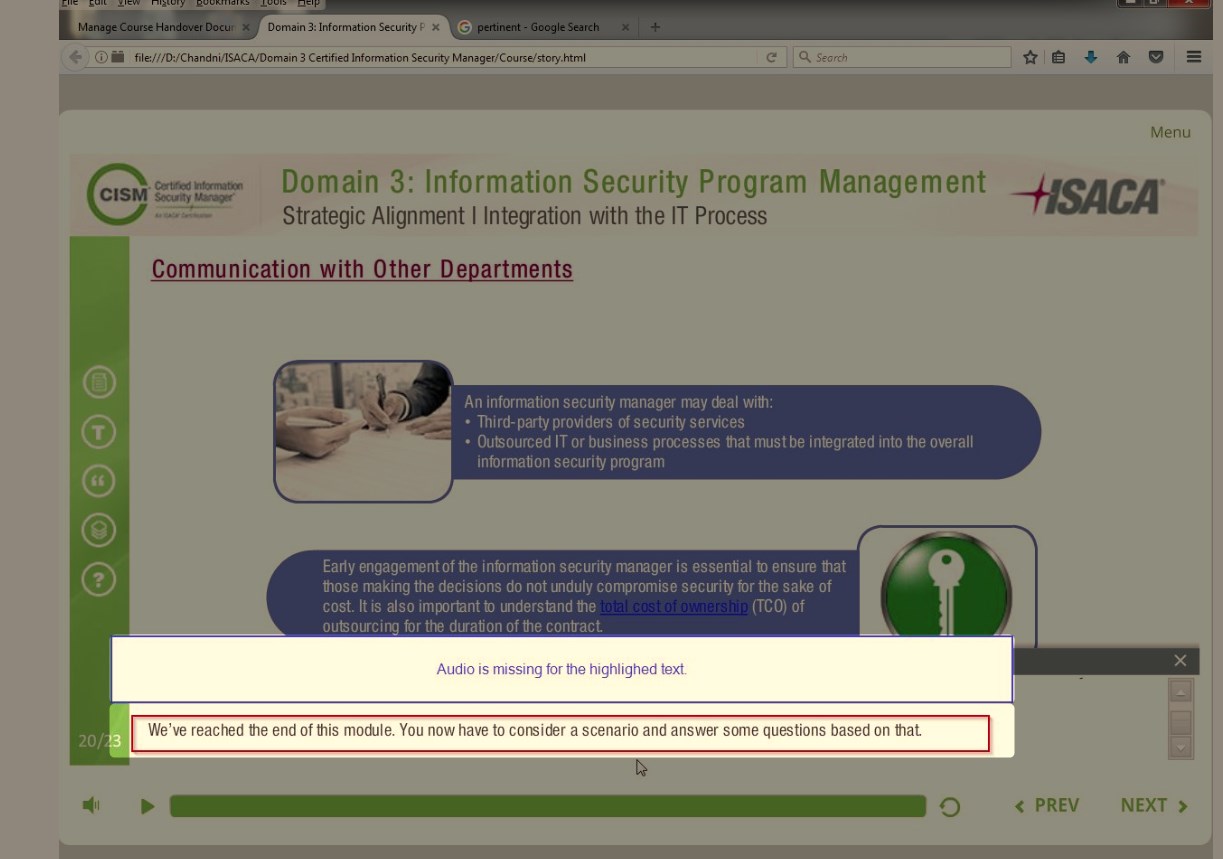 File Edit View History Bookmarks Tools Help
Manage Course Handover Docur × Domain 3: Information Security P × pertinent - Google Search × +
file:///D:/Chandni/ISACA/Domain 3 Certified Information Security Manager/Course/story.html Search
Menu
CISM Certified Information
Security Manager®
An ISACA® Certification
Domain 3: Information Security Program Management
Strategic Alignment I Integration with the IT Process
ISACA®
Communication with Other Departments
An information security manager may deal with:
• Third-party providers of security services
• Outsourced IT or business processes that must be integrated into the overall
information security program
T
Early engagement of the information security manager is essential to ensure that
those making the decisions do not unduly compromise security for the sake of
cost. It is also important to understand the total cost of ownership (TCO) of
outsourcing for the duration of the contract.
Audio is missing for the highlighed text.
We've reached the end of this module. You now have to consider a scenario and answer some questions based on that.
20/23
PREV NEXT